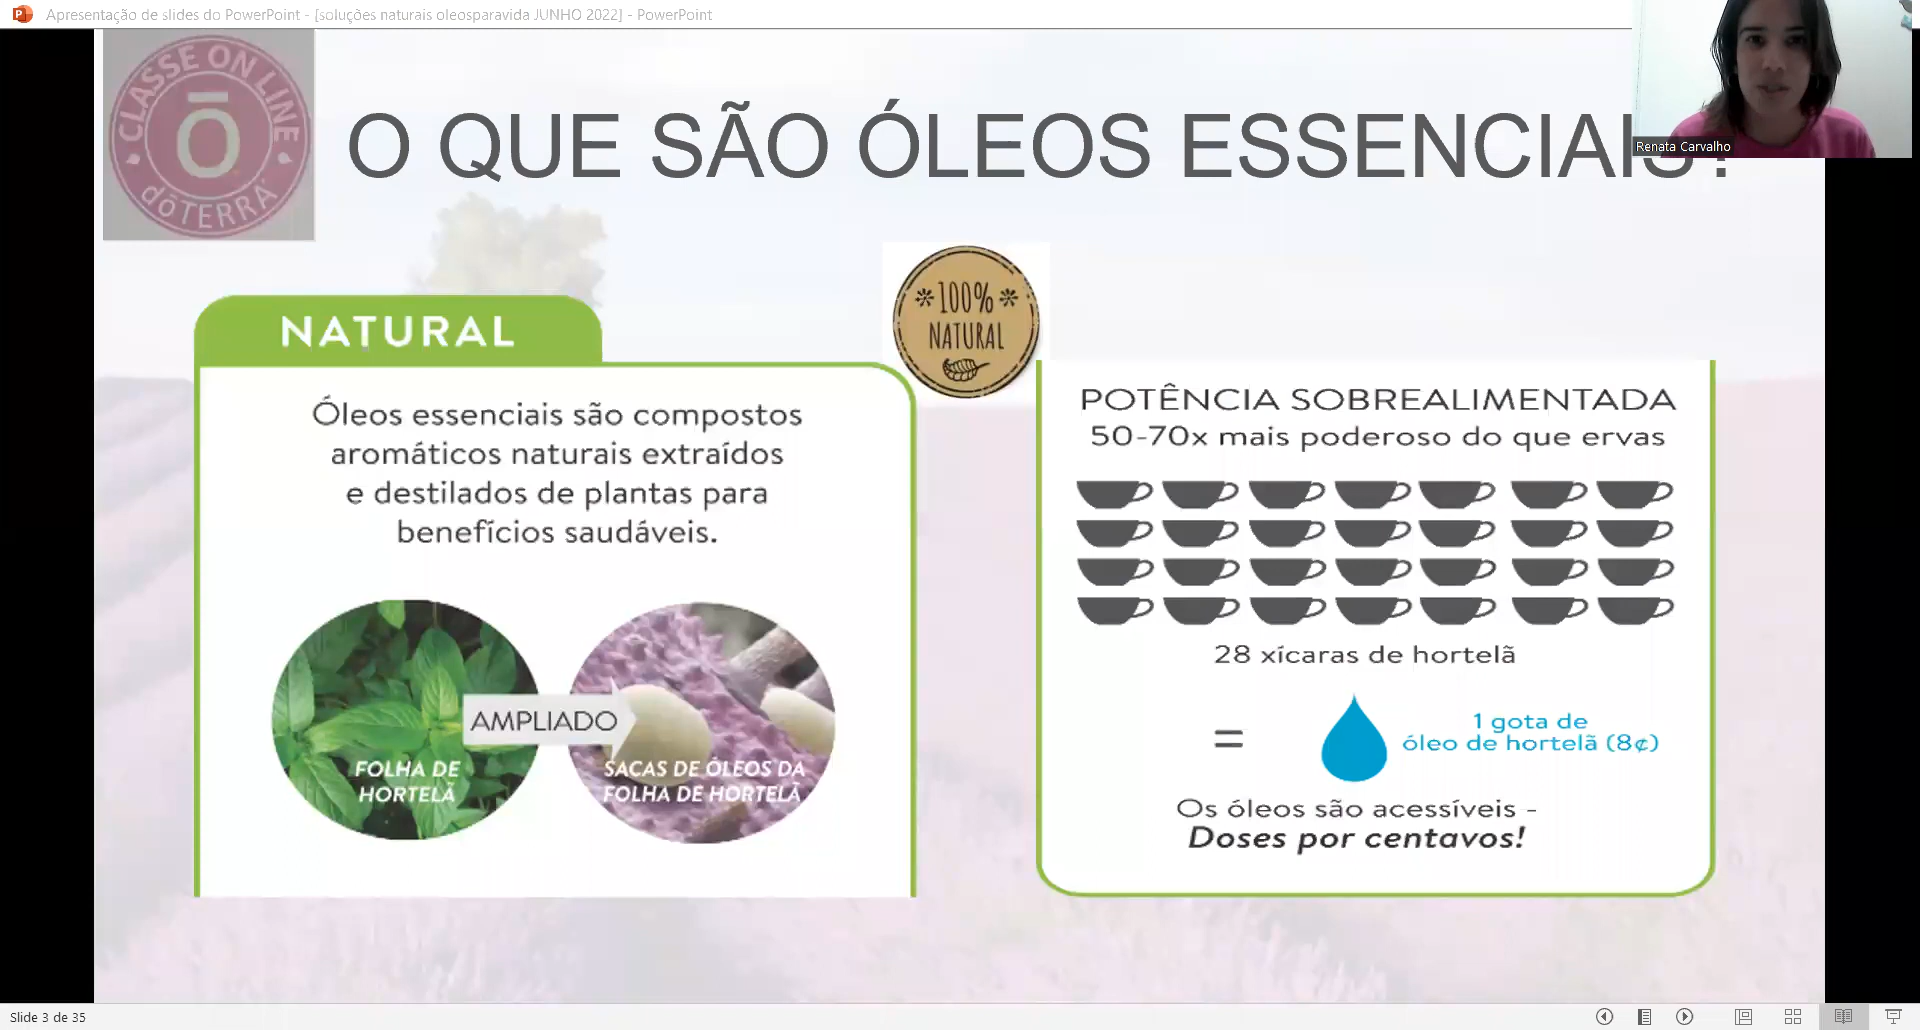 Apresentação de slides do PowerPoint - [soluções naturais oleosparavida JUNHO 2022] - PowerPoint
CLASSE ON LINE
dōTERRA
O QUE SÃO ÓLEOS ESSENCIAIS?
Renata Carvalho
100%
NATURAL
NATURAL
Óleos essenciais são compostos
aromáticos naturais extraídos
e destilados de plantas para
benefícios saudáveis.
AMPLIADO
FOLHA DE
HORTELÃ
SACAS DE ÓLEOS DA
FOLHA DE HORTELÃ
POTÊNCIA SOBREALIMENTADA
50-70x mais poderoso do que ervas
28 xícaras de hortelã
=
1 gota de
óleo de hortelã (8¢)
Os óleos são acessíveis -
Doses por centavos!
Slide 3 de 35